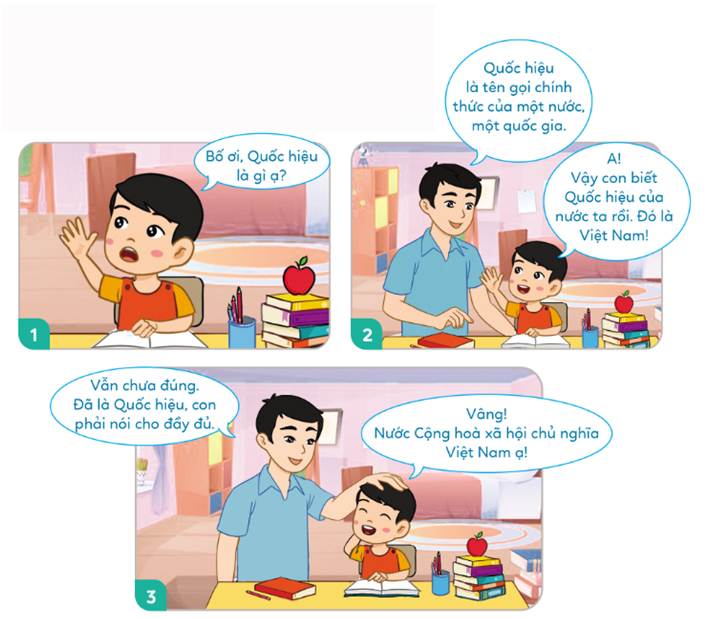 Bố ơi, Quốc hiệu
là gì ạ?
1
Quốc hiệu
là tên gọi chính
thức của một nước,
một quốc gia.
A!
Vậy con biết
Quốc hiệu của
nước ta rồi. Đó là
Việt Nam!
2
Vẫn chưa đúng.
Đã là Quốc hiệu, con
phải nói cho đầy đủ.
Vâng!
Nước Cộng hoà xã hội chủ nghĩa
Việt Nam ạ!
3